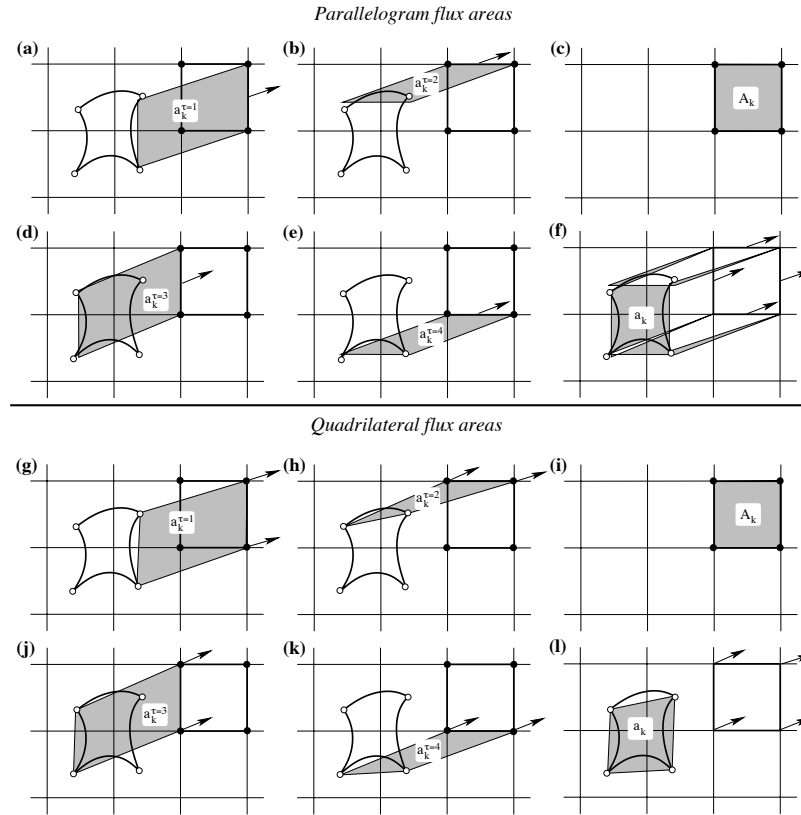 Parallelogram flux areas
(a) (b) (c)
a_k^{τ=1} a_k^{τ=2} A_k
(d) (e) (f)
a_k^{τ=3} a_k^{τ=4} a_k
Quadrilateral flux areas
(g) (h) (i)
a_k^{τ=1} a_k^{τ=2} A_k
(j) (k) (l)
a_k^{τ=3} a_k^{τ=4} a_k